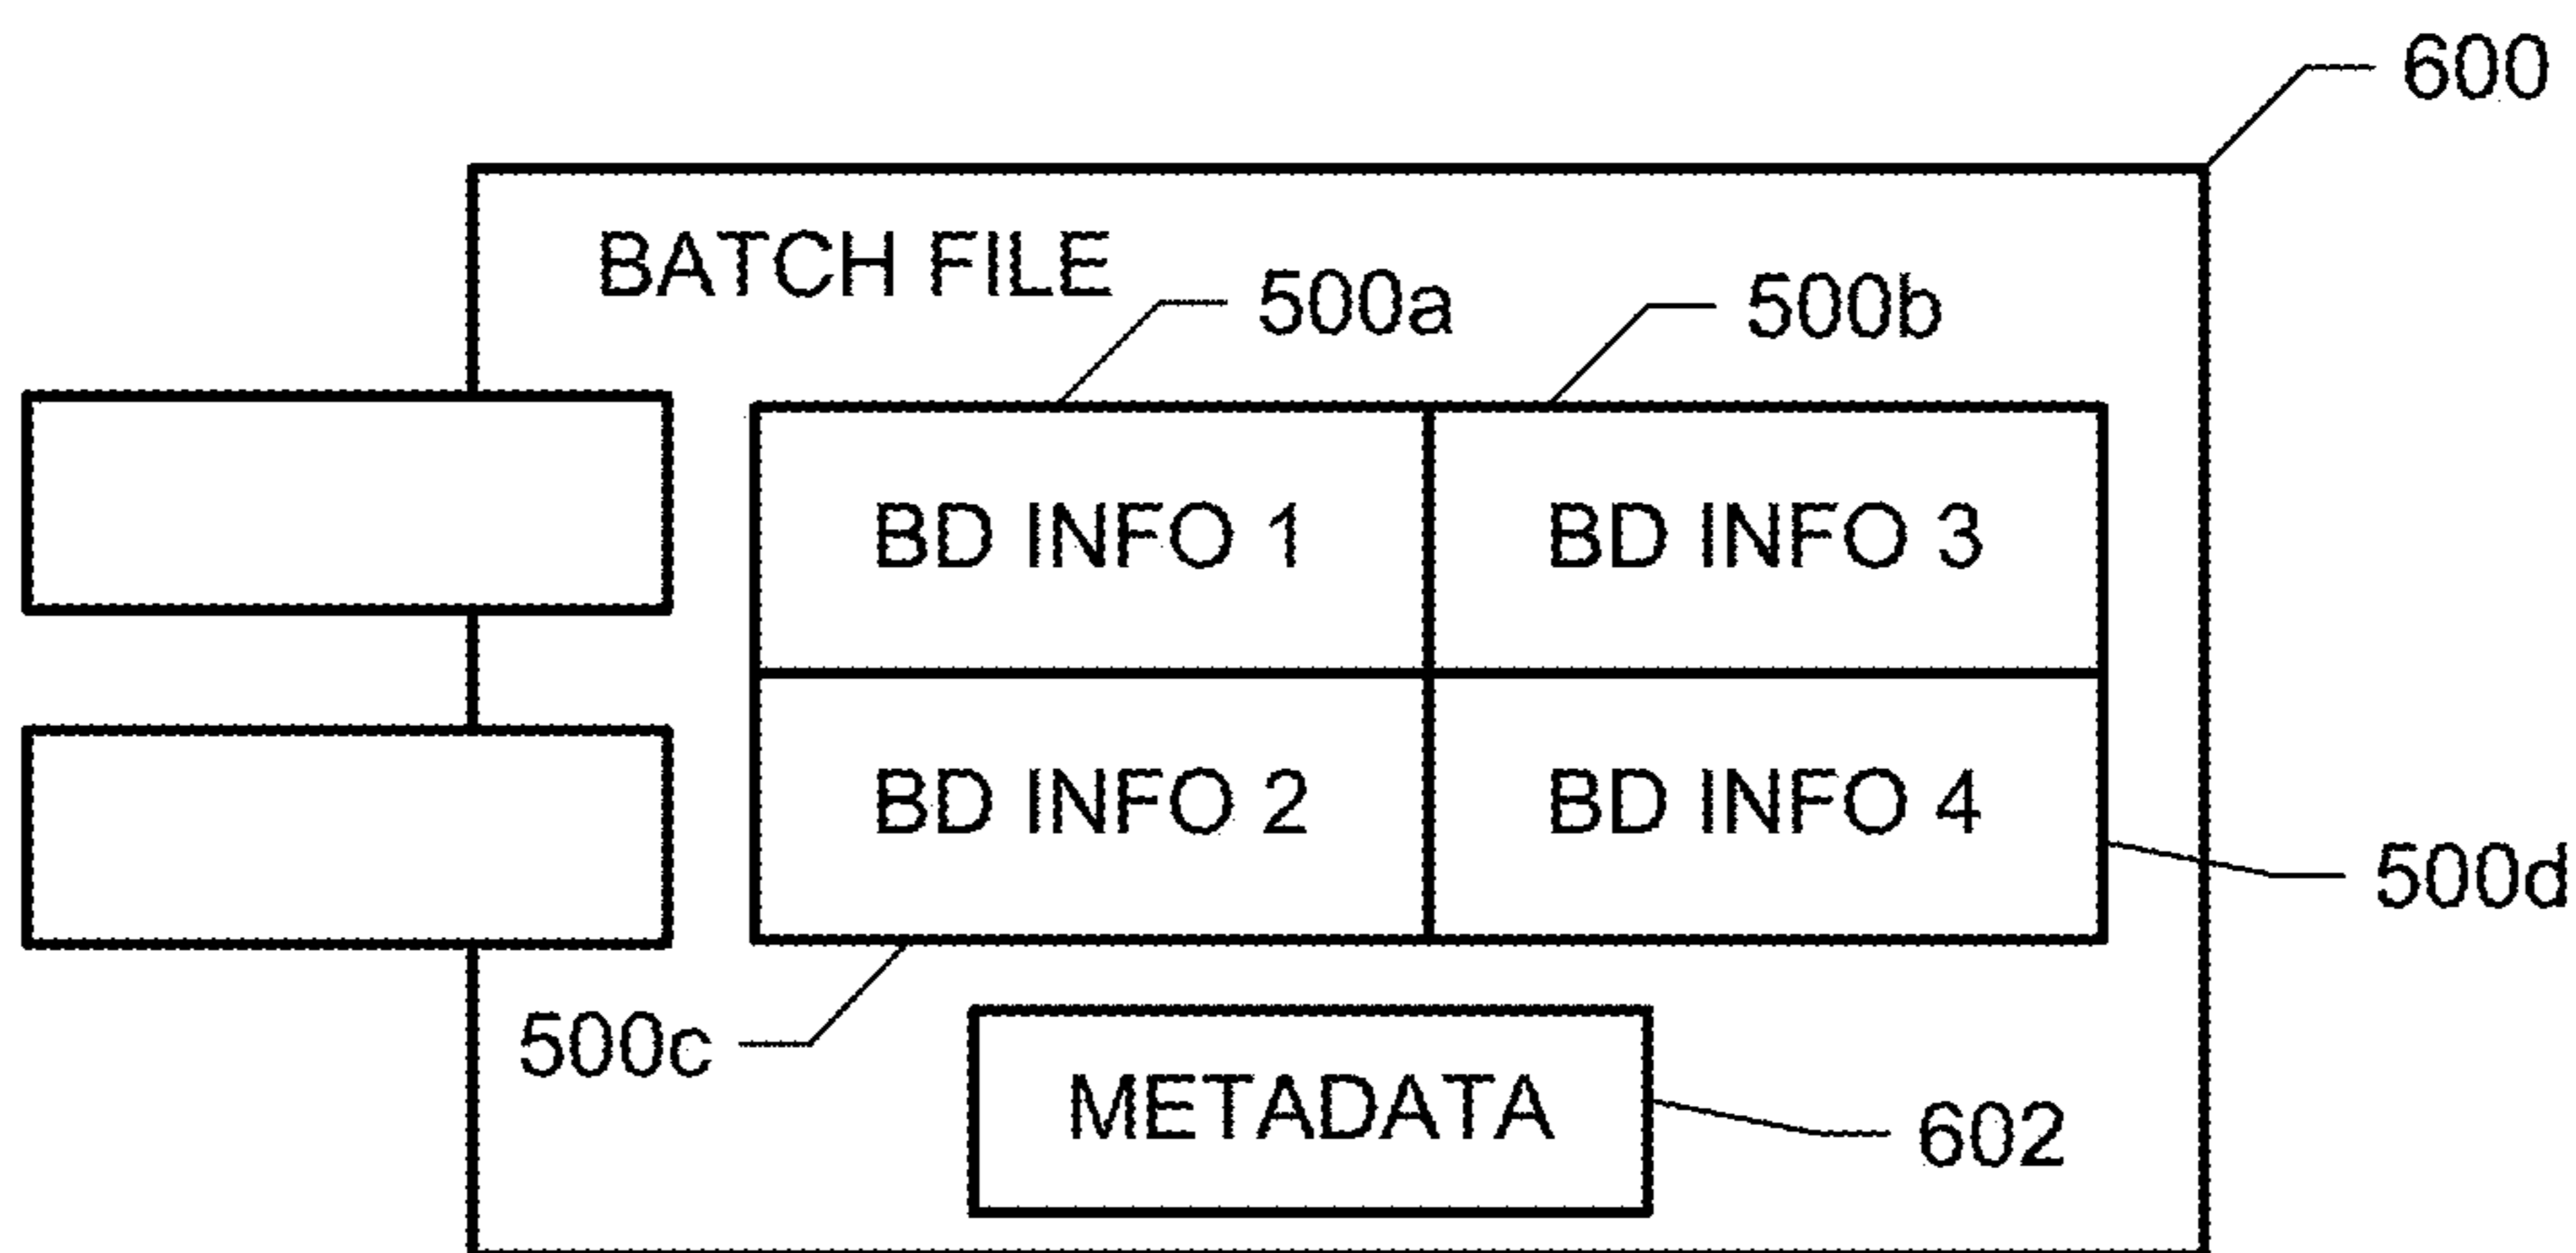 600
BATCH FILE
500a
500b
BD INFO 1
BD INFO 3
BD INFO 2
BD INFO 4
500d
500c
METADATA
602